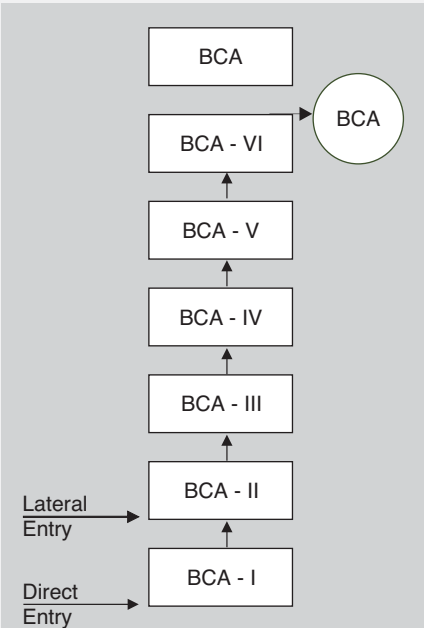 BCA
BCA
BCA - VI
BCA - V
BCA - IV
BCA - III
BCA - II
Lateral
Entry
BCA - I
Direct
Entry